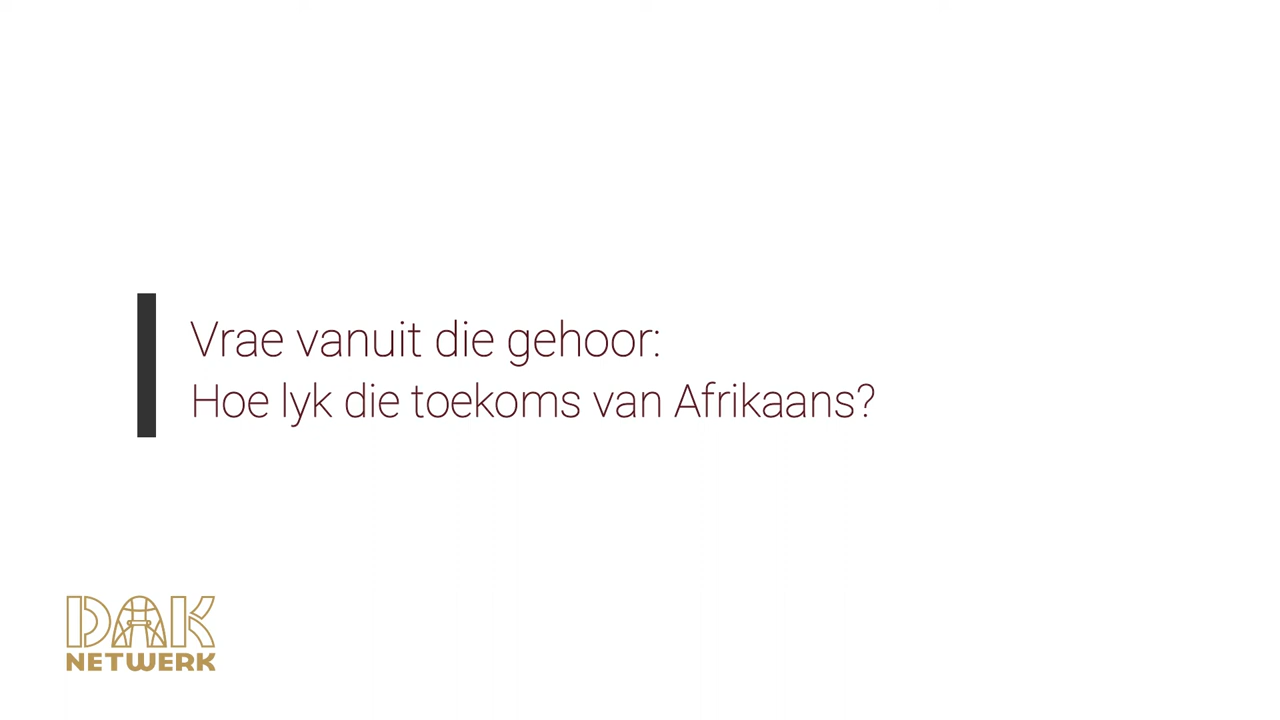 Vrae vanuit die gehoor:
Hoe lyk die toekoms van Afrikaans?
DAK
NETWERK